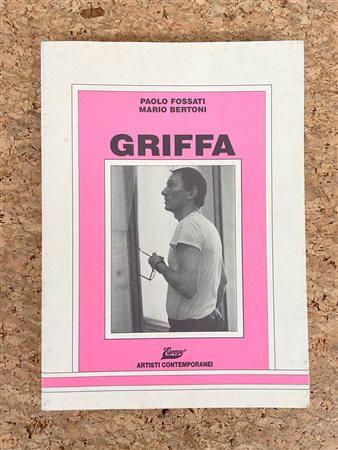 PAOLO FOSSATI
MARIO BERTONI
GRIFFA
Essegi
ARTISTI CONTEMPORANEI